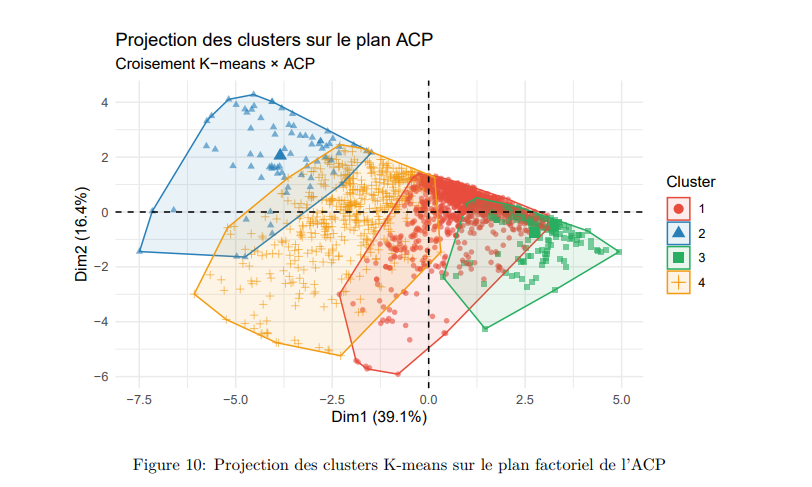 Projection des clusters sur le plan ACP
Croisement K−means × ACP
4
2
0
−2
−4
−6
Dim2 (16.4%)
−7.5 −5.0 −2.5 0.0 2.5 5.0
Dim1 (39.1%)
Cluster
1
2
3
4
Figure 10: Projection des clusters K-means sur le plan factoriel de l'ACP